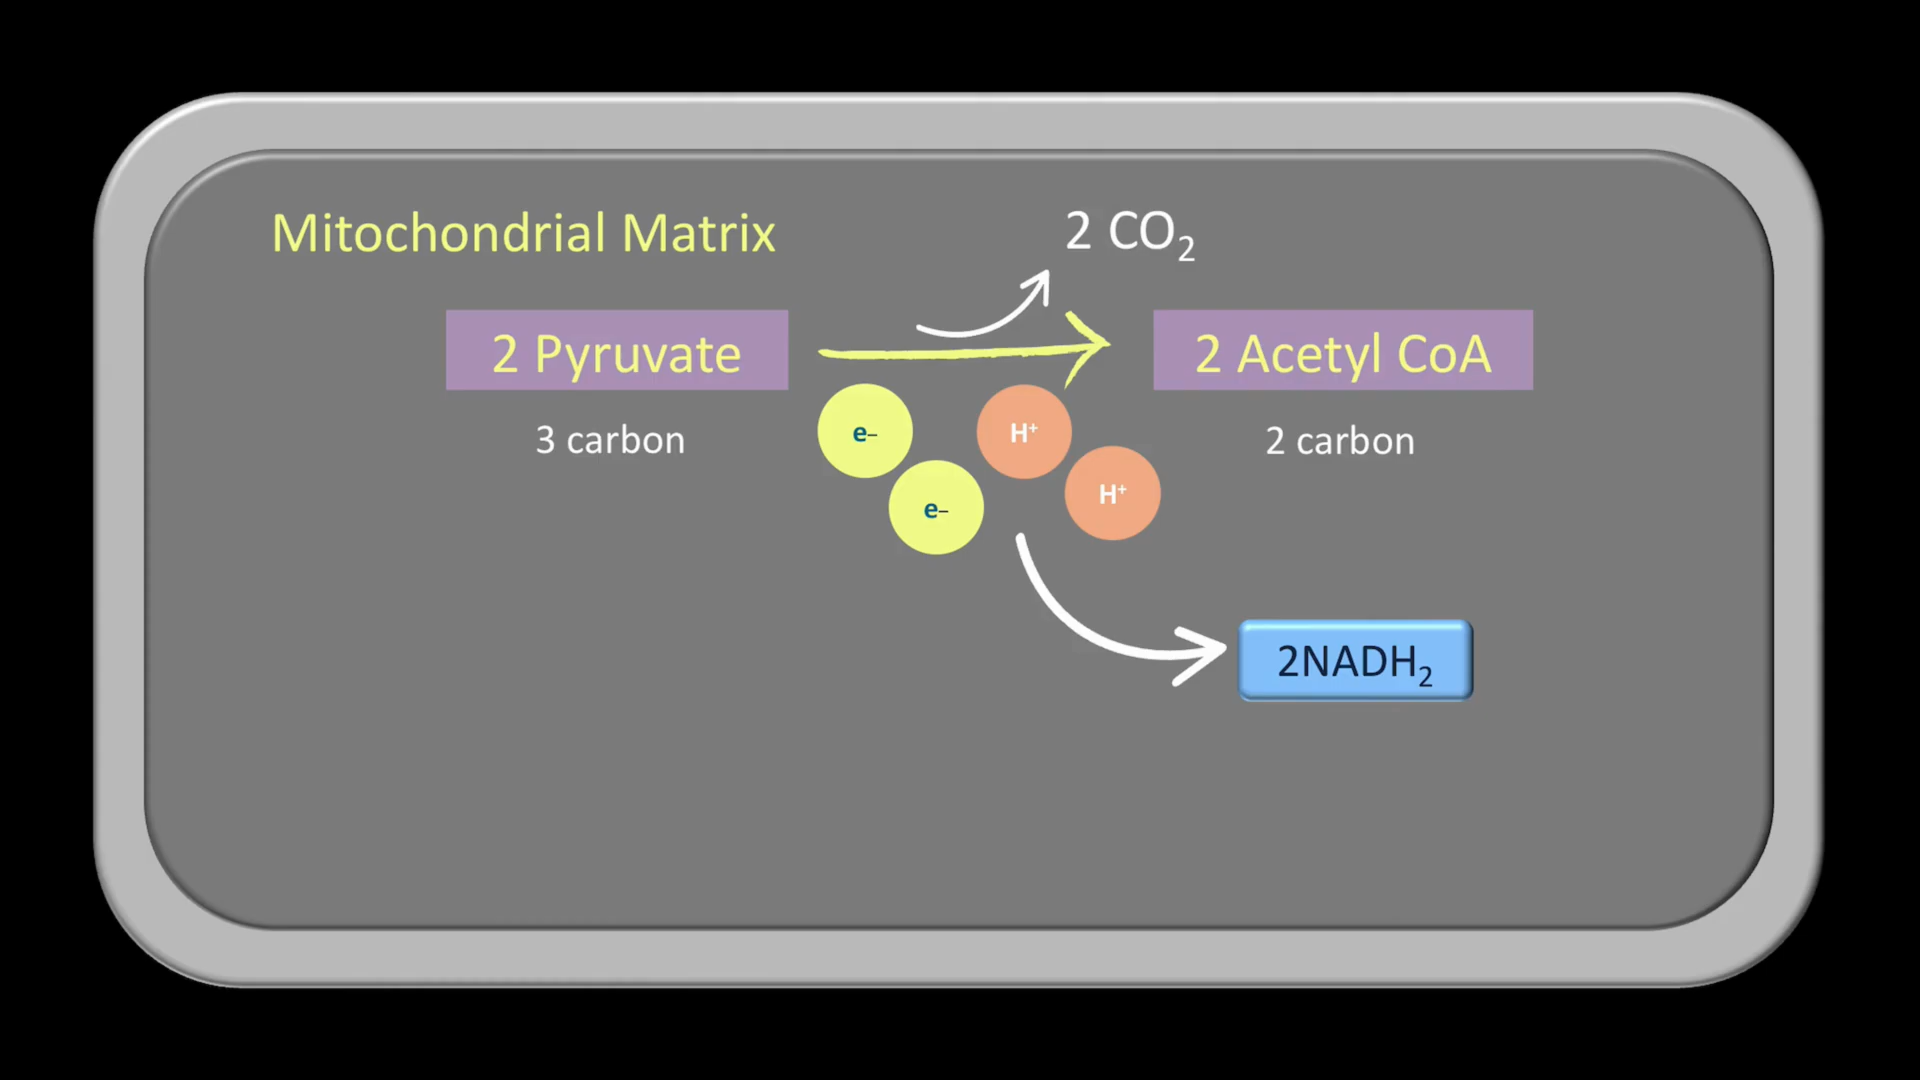 Mitochondrial Matrix
2 CO₂
2 Pyruvate
2 Acetyl CoA
3 carbon
2 carbon
e–
H⁺
e–
H⁺
2NADH₂